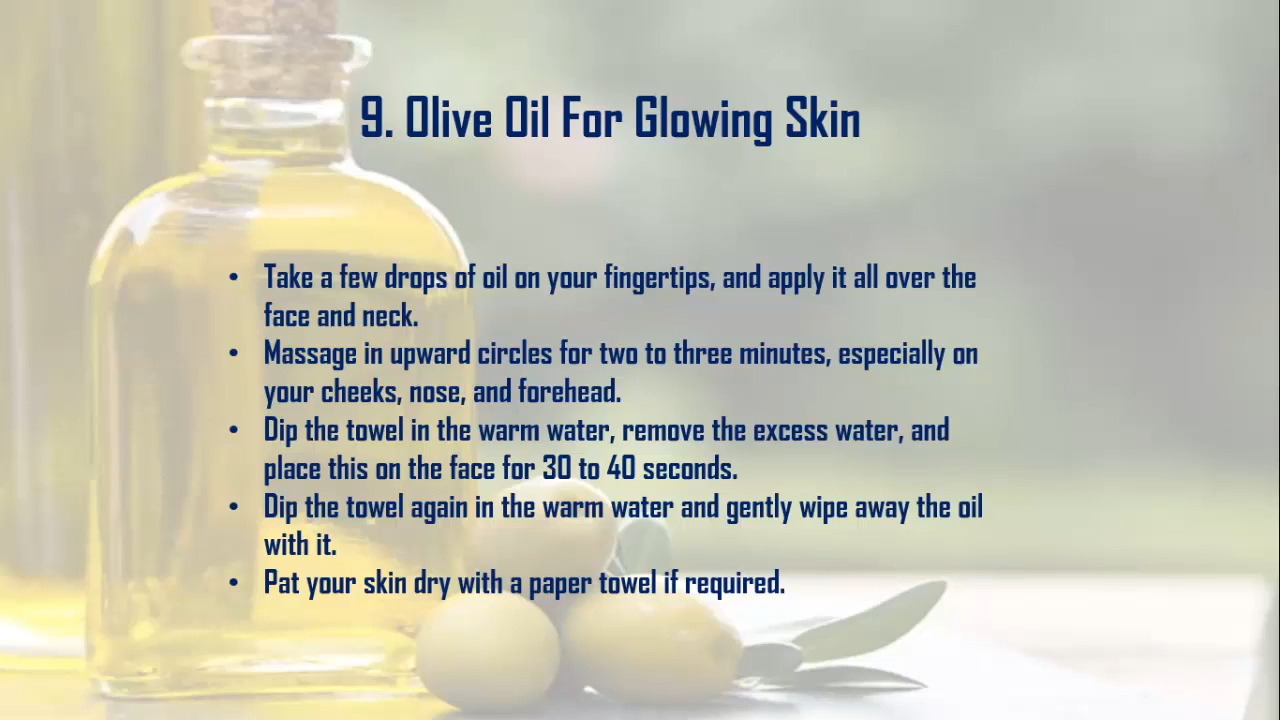 9. Olive Oil For Glowing Skin
• Take a few drops of oil on your fingertips, and apply it all over the
face and neck.
• Massage in upward circles for two to three minutes, especially on
your cheeks, nose, and forehead.
• Dip the towel in the warm water, remove the excess water, and
place this on the face for 30 to 40 seconds.
• Dip the towel again in the warm water and gently wipe away the oil
with it.
• Pat your skin dry with a paper towel if required.